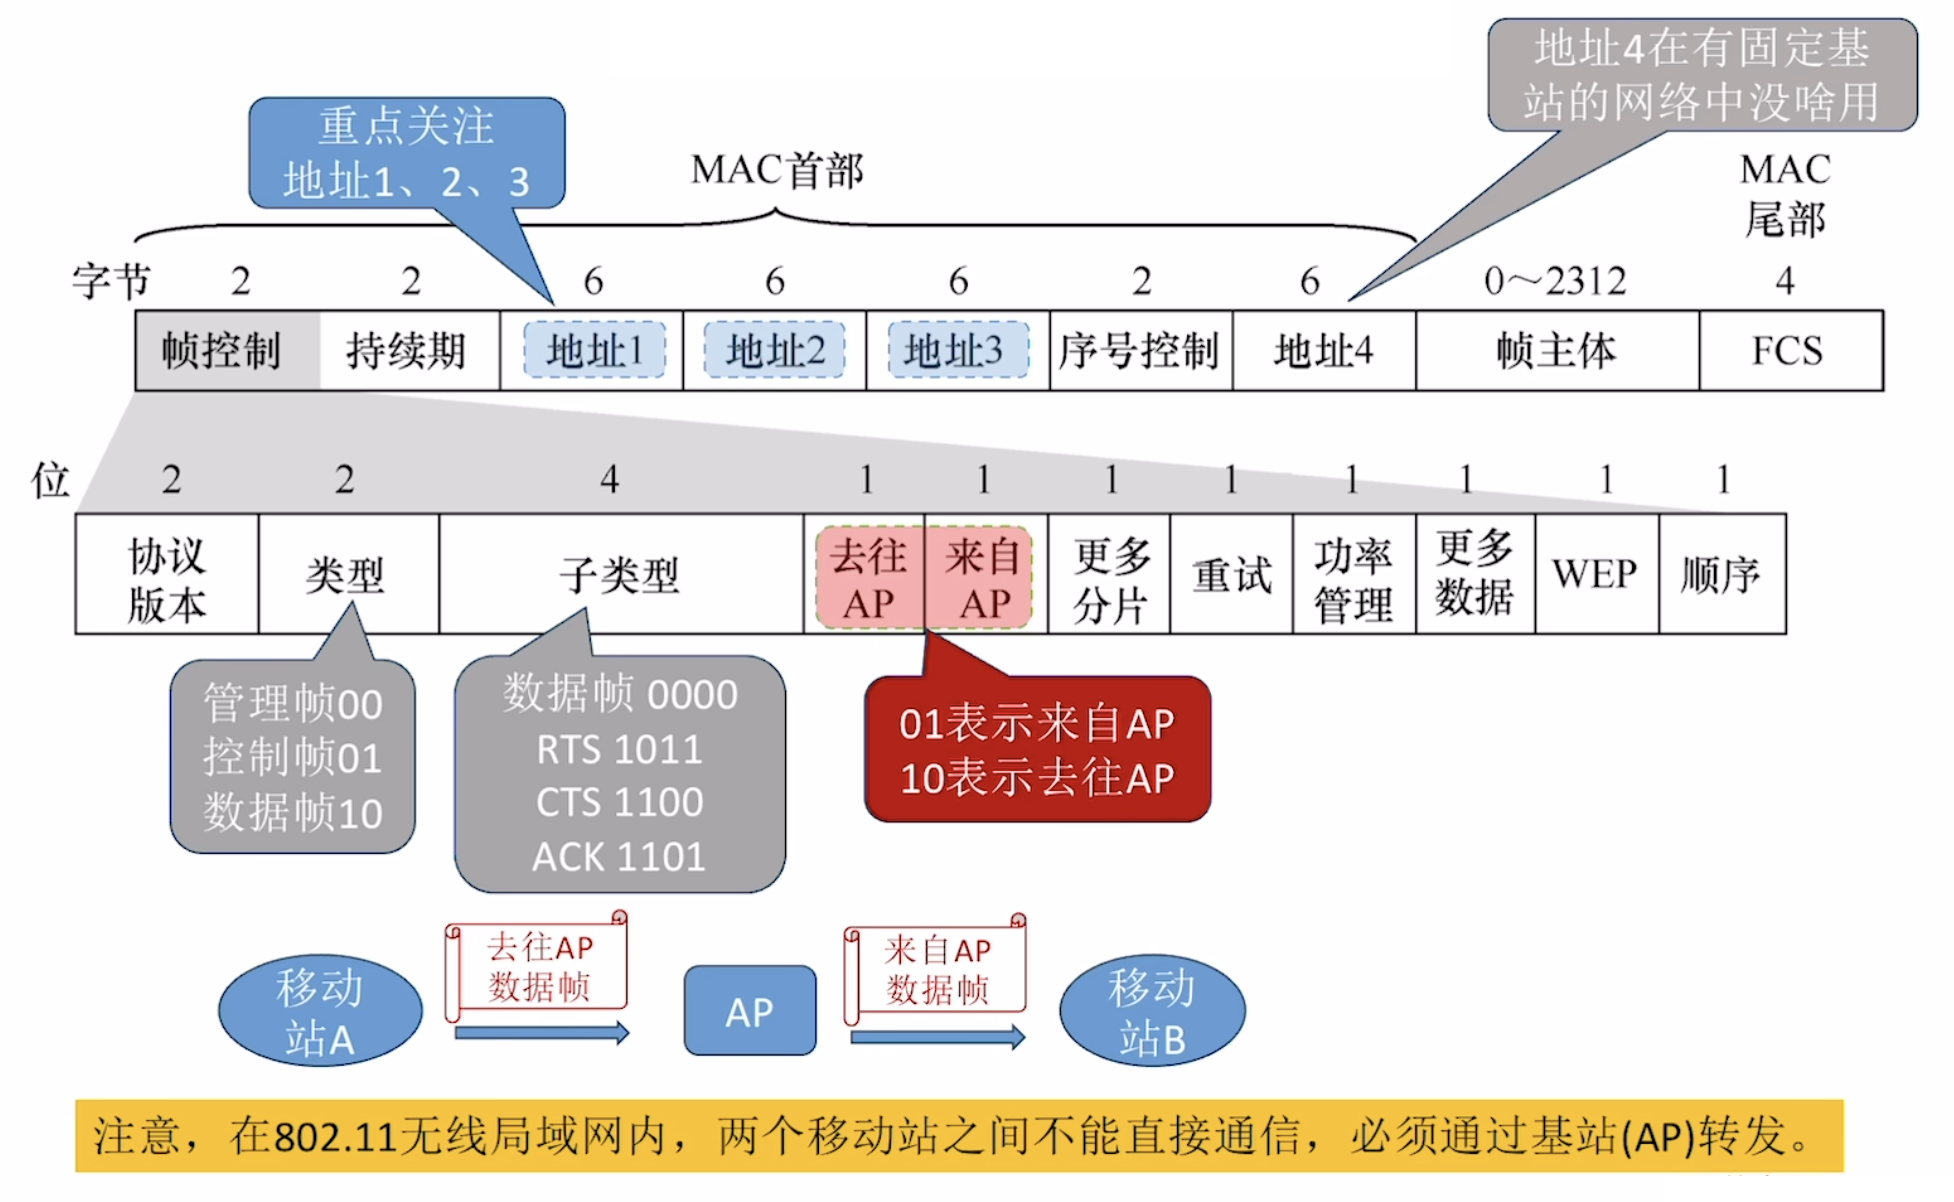 地址4在有固定基
站的网络中没啥用
重点关注
地址1、2、3
MAC首部
MAC
尾部
字节 2 2 6 6 6 2 6 0～2312 4
帧控制 持续期 地址1 地址2 地址3 序号控制 地址4 帧主体 FCS
位 2 2 4 1 1 1 1 1 1 1 1
协议
版本
类型
子类型
去往
AP
来自
AP
更多
分片
重试
功率
管理
更多
数据
WEP
顺序
管理帧00
控制帧01
数据帧10
数据帧 0000
RTS 1011
CTS 1100
ACK 1101
01表示来自AP
10表示去往AP
移动
站A
去往AP
数据帧
AP
来自AP
数据帧
移动
站B
注意，在802.11无线局域网内，两个移动站之间不能直接通信，必须通过基站(AP)转发。